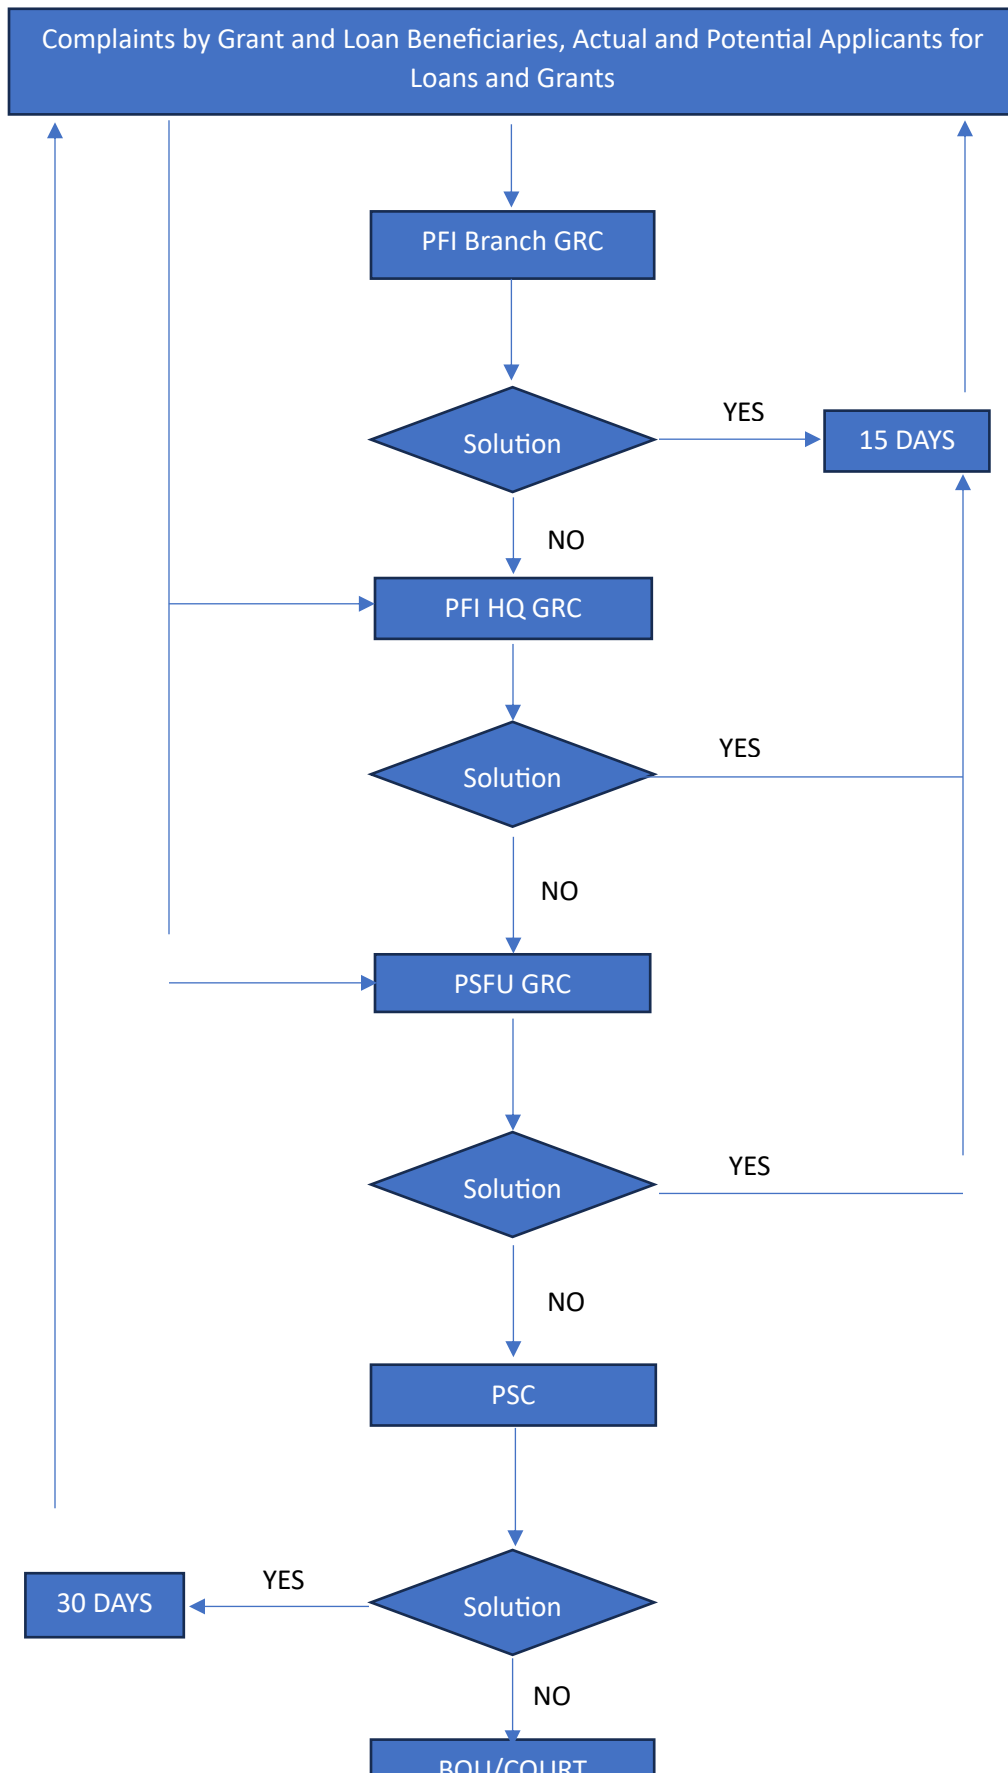 Complaints by Grant and Loan Beneficiaries, Actual and Potential Applicants for
Loans and Grants
PFI Branch GRC
Solution
YES
15 DAYS
NO
PFI HQ GRC
Solution
YES
NO
PSFU GRC
Solution
YES
NO
PSC
Solution
YES
30 DAYS
NO
BOU/COURT